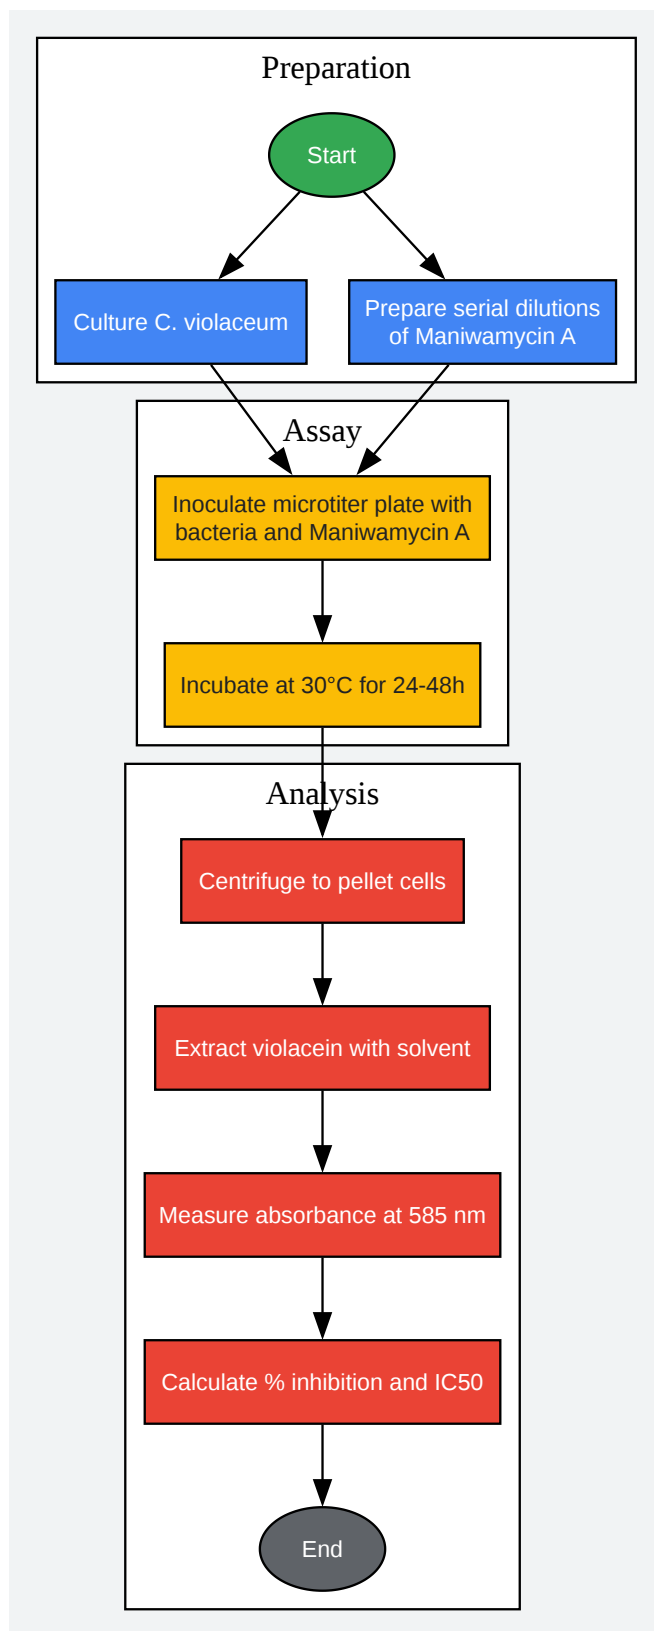 Preparation
Start
Culture C. violaceum
Prepare serial dilutions
of Maniwamycin A
Assay
Inoculate microtiter plate with
bacteria and Maniwamycin A
Incubate at 30°C for 24-48h
Analysis
Centrifuge to pellet cells
Extract violacein with solvent
Measure absorbance at 585 nm
Calculate % inhibition and IC50
End